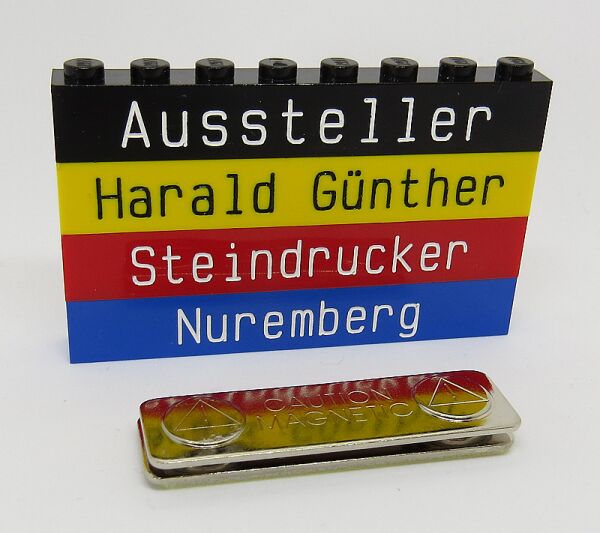 Aussteller
Harald Günther
Steindrucker
Nuremberg
CAUTION
MAGNETIC